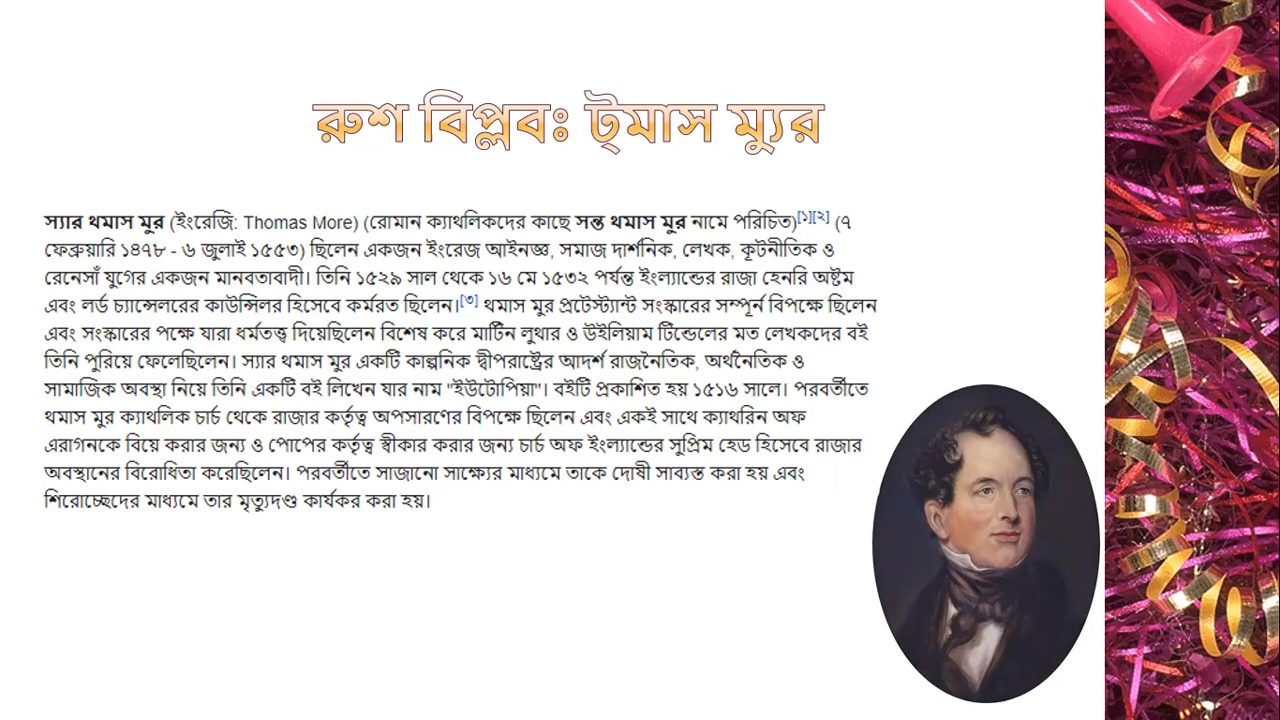 রুশ বিপ্লবঃ ট্মাস ম্যুর
স্যার থমাস মুর (ইংরেজি: Thomas More) (রোমান ক্যাথলিকদের কাছে সন্ত থমাস মুর নামে পরিচিত)[১][২] (৭
ফেব্রুয়ারি ১৪৭৮ - ৬ জুলাই ১৫৫৩) ছিলেন একজন ইংরেজ আইনজ্ঞ, সমাজ দার্শনিক, লেখক, কূটনীতিক ও
রেনেসাঁ যুগের একজন মানবতাবাদী। তিনি ১৫২৯ সাল থেকে ১৬ মে ১৫৩২ পর্যন্ত ইংল্যান্ডের রাজা হেনরি অষ্টম
এবং লর্ড চ্যান্সেলরের কাউন্সিলর হিসেবে কর্মরত ছিলেন।[৩] থমাস মুর প্রটেস্ট্যান্ট সংস্কারের সম্পূর্ন বিপক্ষে ছিলেন
এবং সংস্কারের পক্ষে যারা ধর্মতত্ত্ব দিয়েছিলেন বিশেষ করে মার্টিন লুথার ও উইলিয়াম টিন্ডেলের মত লেখকদের বই
তিনি পুরিয়ে ফেলেছিলেন। স্যার থমাস মুর একটি কাল্পনিক দ্বীপরাষ্ট্রের আদর্শ রাজনৈতিক, অর্থনৈতিক ও
সামাজিক অবস্থা নিয়ে তিনি একটি বই লিখেন যার নাম "ইউটোপিয়া"। বইটি প্রকাশিত হয় ১৫১৬ সালে। পরবর্তীতে
থমাস মুর ক্যাথলিক চার্চ থেকে রাজার কর্তৃত্ব অপসারণের বিপক্ষে ছিলেন এবং একই সাথে ক্যাথরিন অফ
এরাগনকে বিয়ে করার জন্য ও পোপের কর্তৃত্ব স্বীকার করার জন্য চার্চ অফ ইংল্যান্ডের সুপ্রিম হেড হিসেবে রাজার
অবস্থানের বিরোধিতা করেছিলেন। পরবর্তীতে সাজানো সাক্ষ্যের মাধ্যমে তাকে দোষী সাব্যস্ত করা হয় এবং
শিরোচ্ছেদের মাধ্যমে তার মৃত্যুদণ্ড কার্যকর করা হয়।